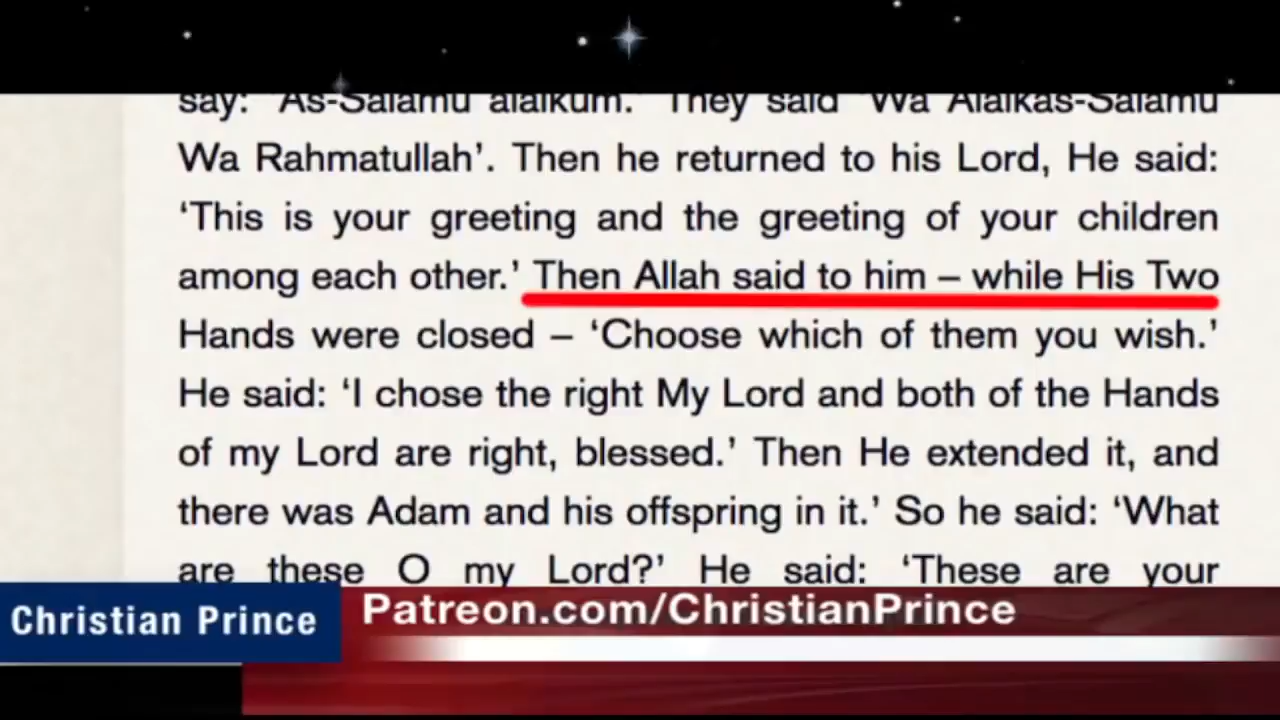 say: 'As-Salamu alaikum.' They said 'Wa Alaikas-Salamu
Wa Rahmatullah'. Then he returned to his Lord, He said:
‘This is your greeting and the greeting of your children
among each other.’ Then Allah said to him – while His Two
Hands were closed – ‘Choose which of them you wish.’
He said: ‘I chose the right My Lord and both of the Hands
of my Lord are right, blessed.’ Then He extended it, and
there was Adam and his offspring in it.’ So he said: ‘What
are these O my Lord?’ He said: ‘These are your
Christian Prince
Patreon.com/ChristianPrince